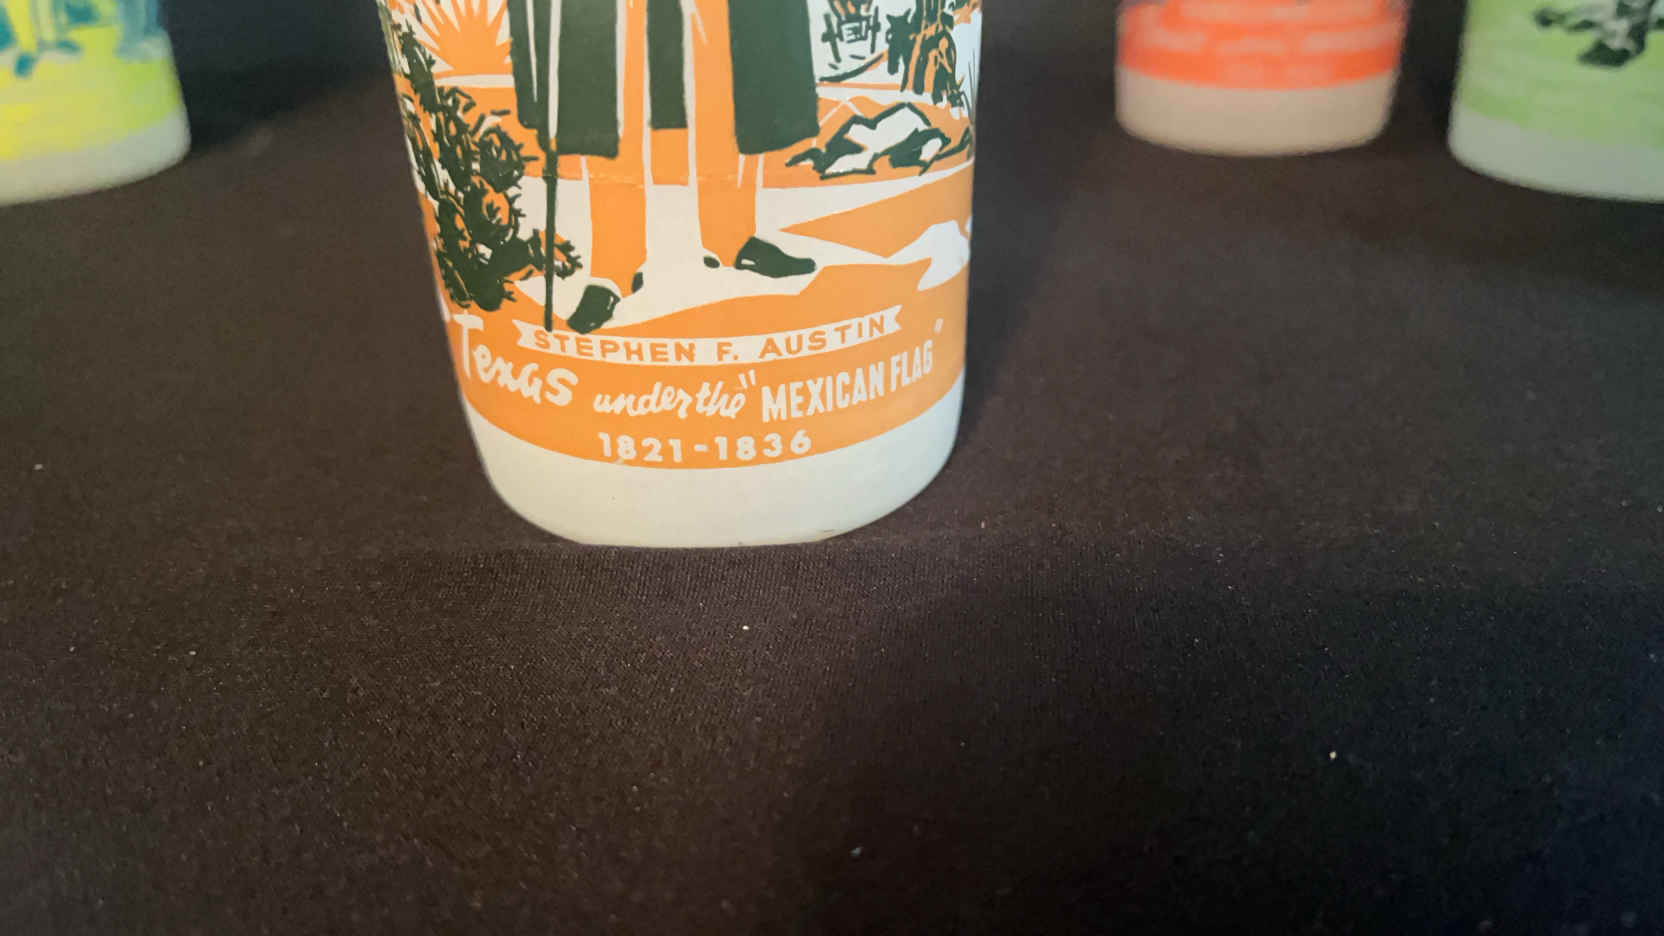 STEPHEN F. AUSTIN
Texas under the "MEXICAN FLAG"
1821-1836